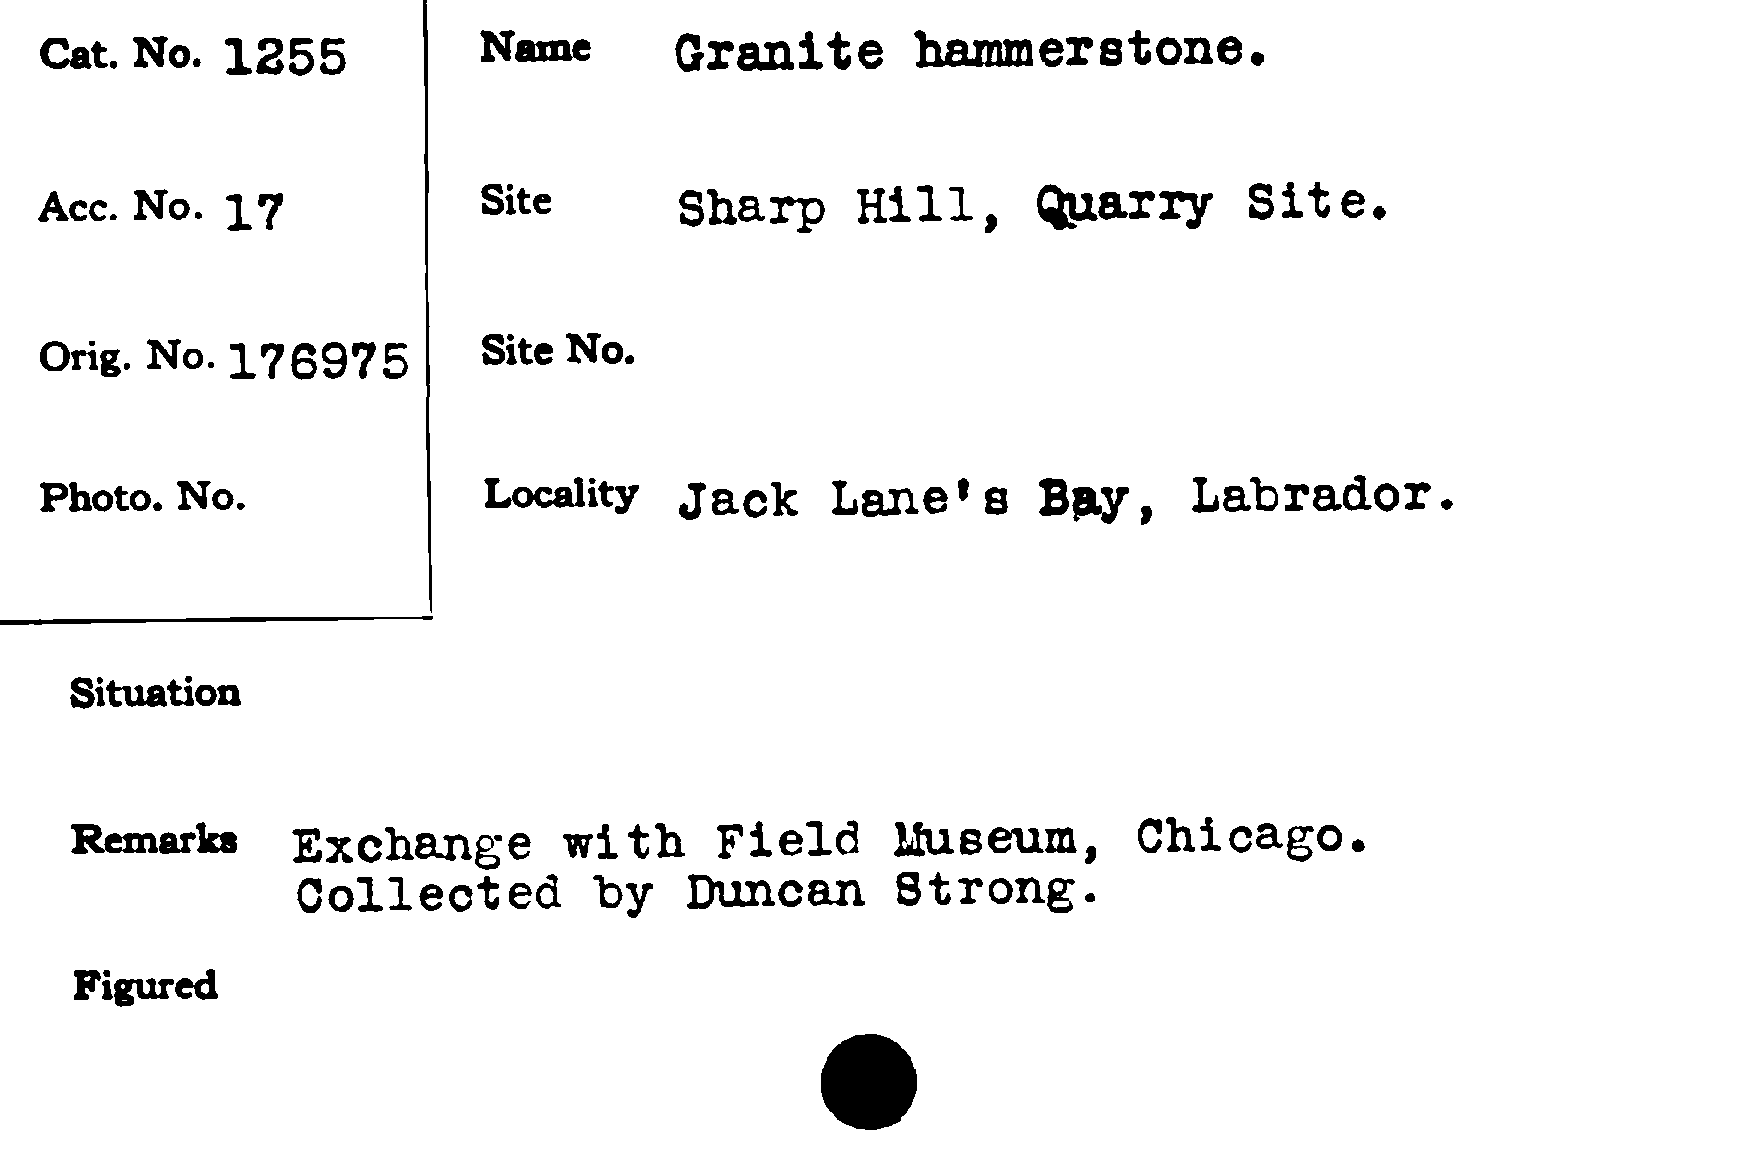 Cat. No. 1255
Acc. No. 17
Orig. No. 176975
Photo. No.
Name Granite hammerstone.
Site Sharp Hill, Quarry Site.
Site No.
Locality Jack Lane's Bay, Labrador.
Situation
Remarks Exchange with Field Museum, Chicago.
Collected by Duncan Strong.
Figured